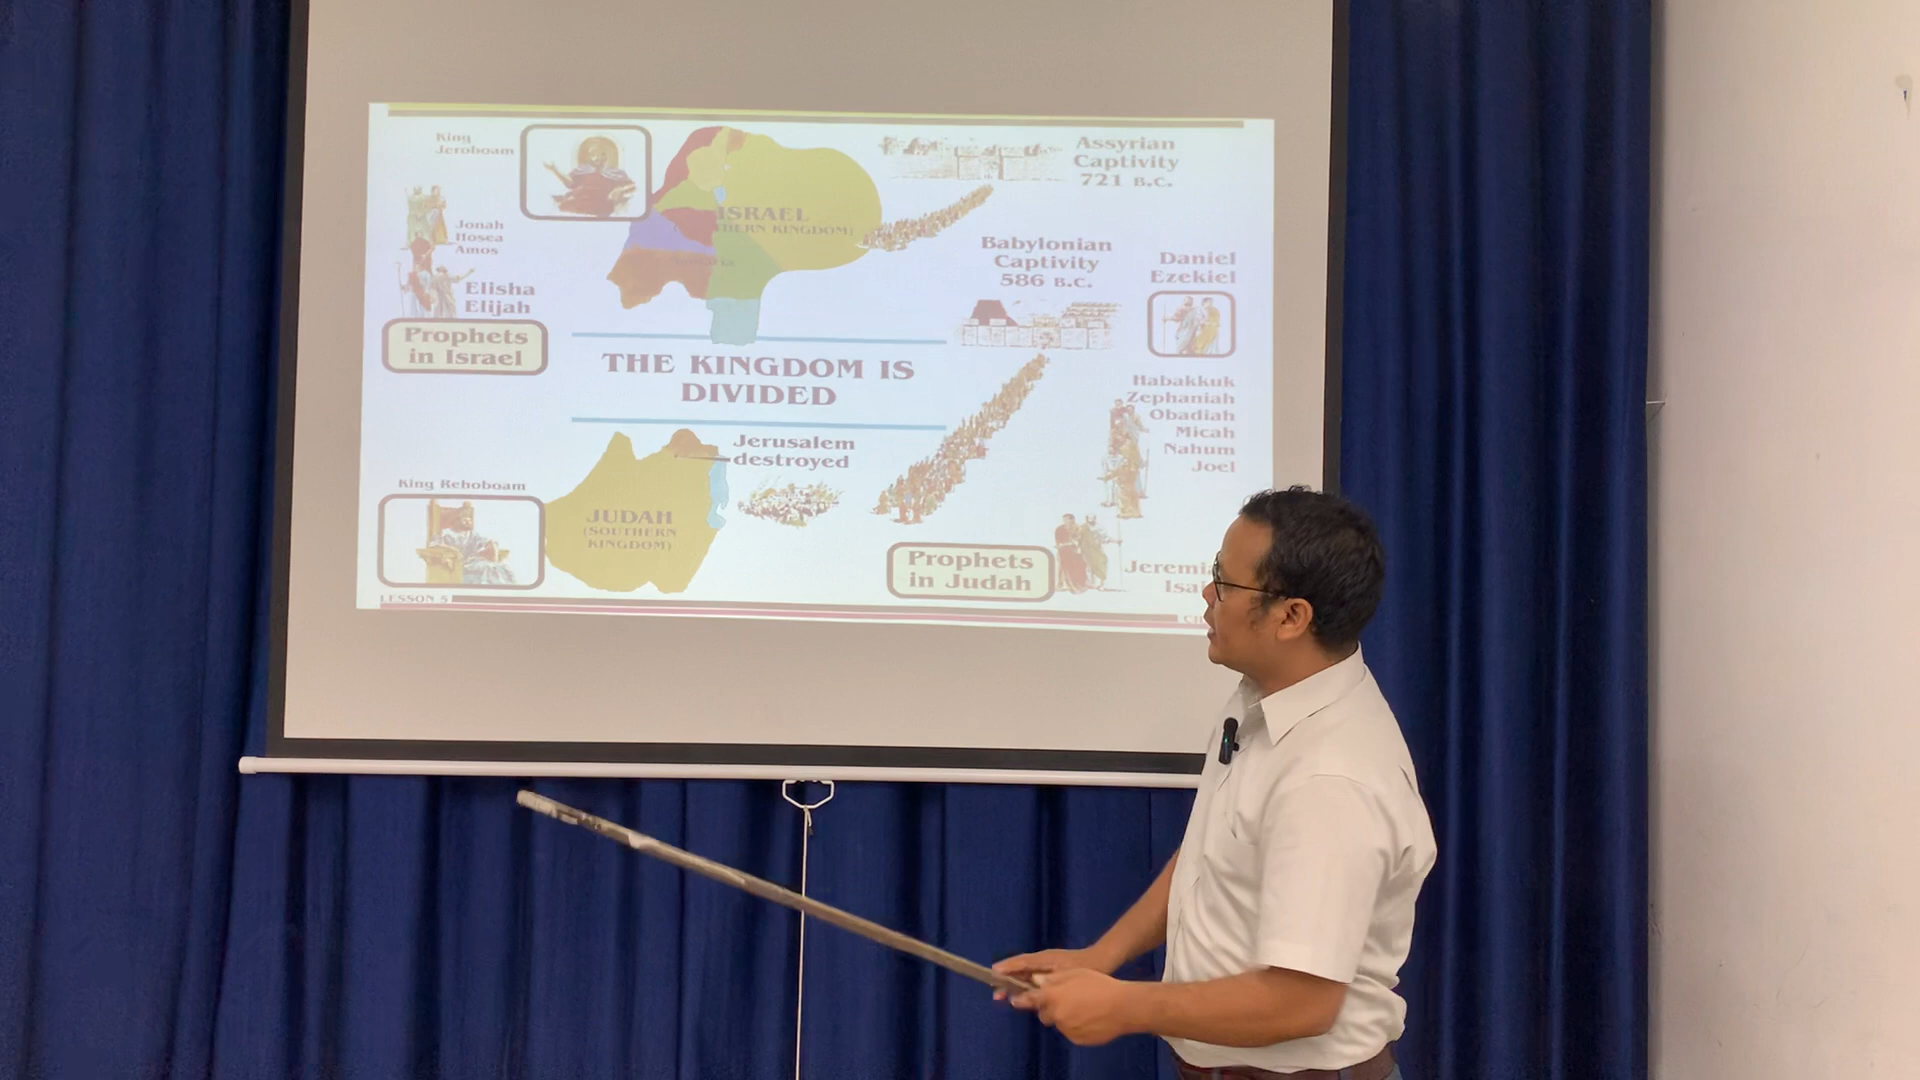 King
Jeroboam
Jonah
Hosea
Amos
Elisha
Elijah
Prophets
in Israel
ISRAEL
KINGDOM)
Assyrian
Captivity
721 B.C.
Babylonian
Captivity
586 B.C.
Daniel
Ezekiel
THE KINGDOM IS
DIVIDED
Habakkuk
Zephaniah
Obadiah
Micah
Nahum
Joel
Jerusalem
destroyed
King Rehoboam
JUDAH
(SOUTHERN
KINGDOM)
Prophets
in Judah
LESSON 5